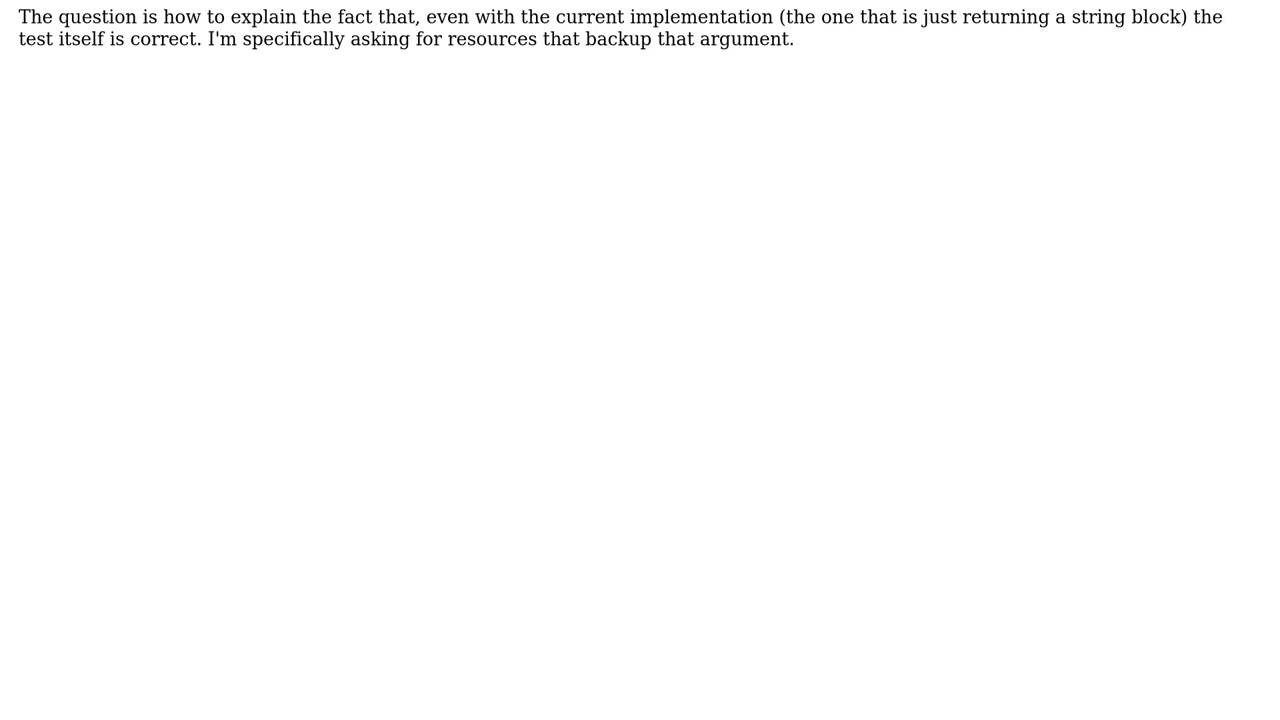 The question is how to explain the fact that, even with the current implementation (the one that is just returning a string block) the
test itself is correct. I'm specifically asking for resources that backup that argument.